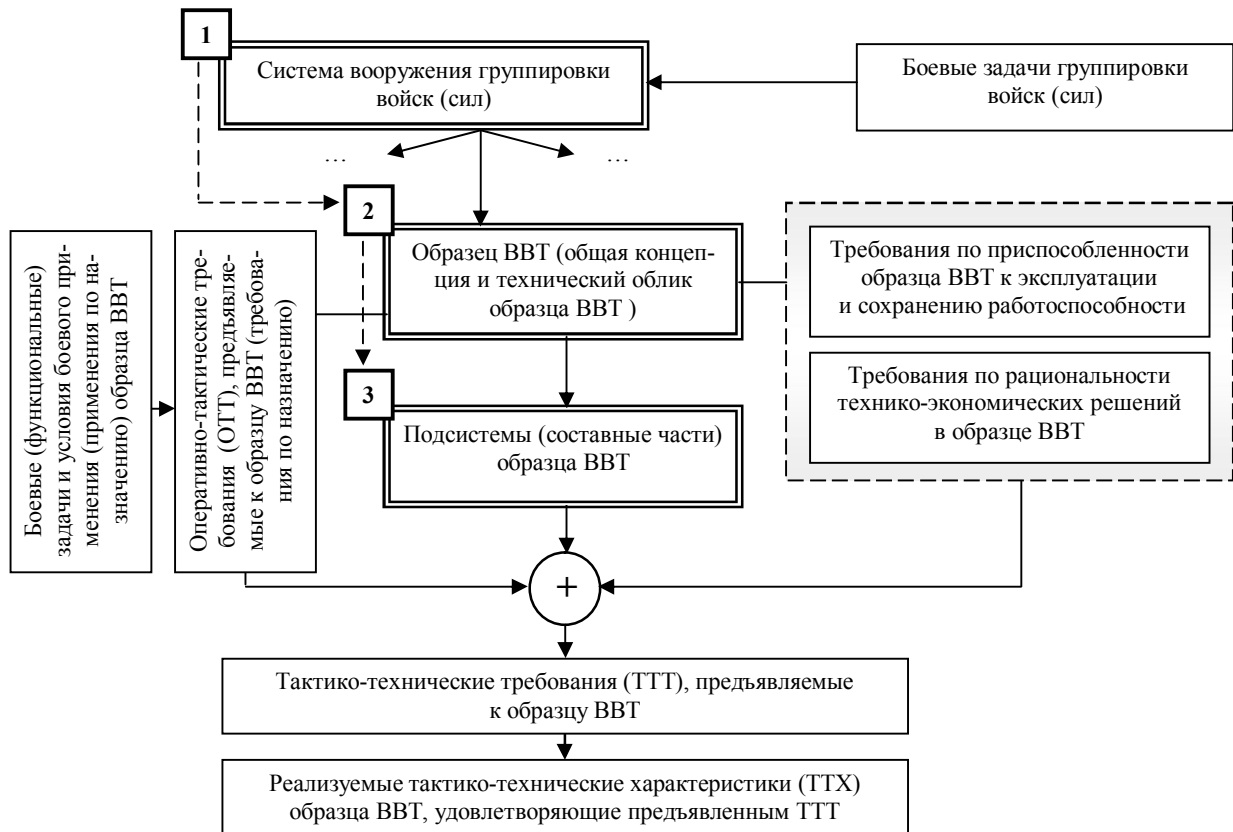 1
Система вооружения группировки
войск (сил)
Боевые задачи группировки
войск (сил)
...
...
2
Образец ВВТ (общая концеп-
ция и технический облик
образца ВВТ )
Требования по приспособленности
образца ВВТ к эксплуатации
и сохранению работоспособности
Требования по рациональности
технико-экономических решений
в образце ВВТ
Боевые (функциональные)
задачи и условия боевого при-
менения (применения по на-
значению) образца ВВТ
Оперативно-тактические тре-
бования (ОТТ), предъявляе-
мые к образцу ВВТ (требова-
ния по назначению)
3
Подсистемы (составные части)
образца ВВТ
+
Тактико-технические требования (ТТТ), предъявляемые
к образцу ВВТ
Реализуемые тактико-технические характеристики (ТТХ)
образца ВВТ, удовлетворяющие предъявленным ТТТ